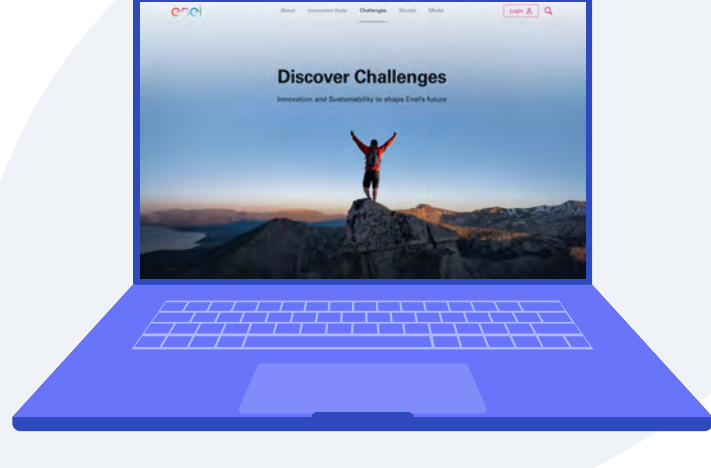 enel
About Innovation Hubs Challenges Stories Media Login
Discover Challenges
Innovation and Sustainability to shape Enel's future